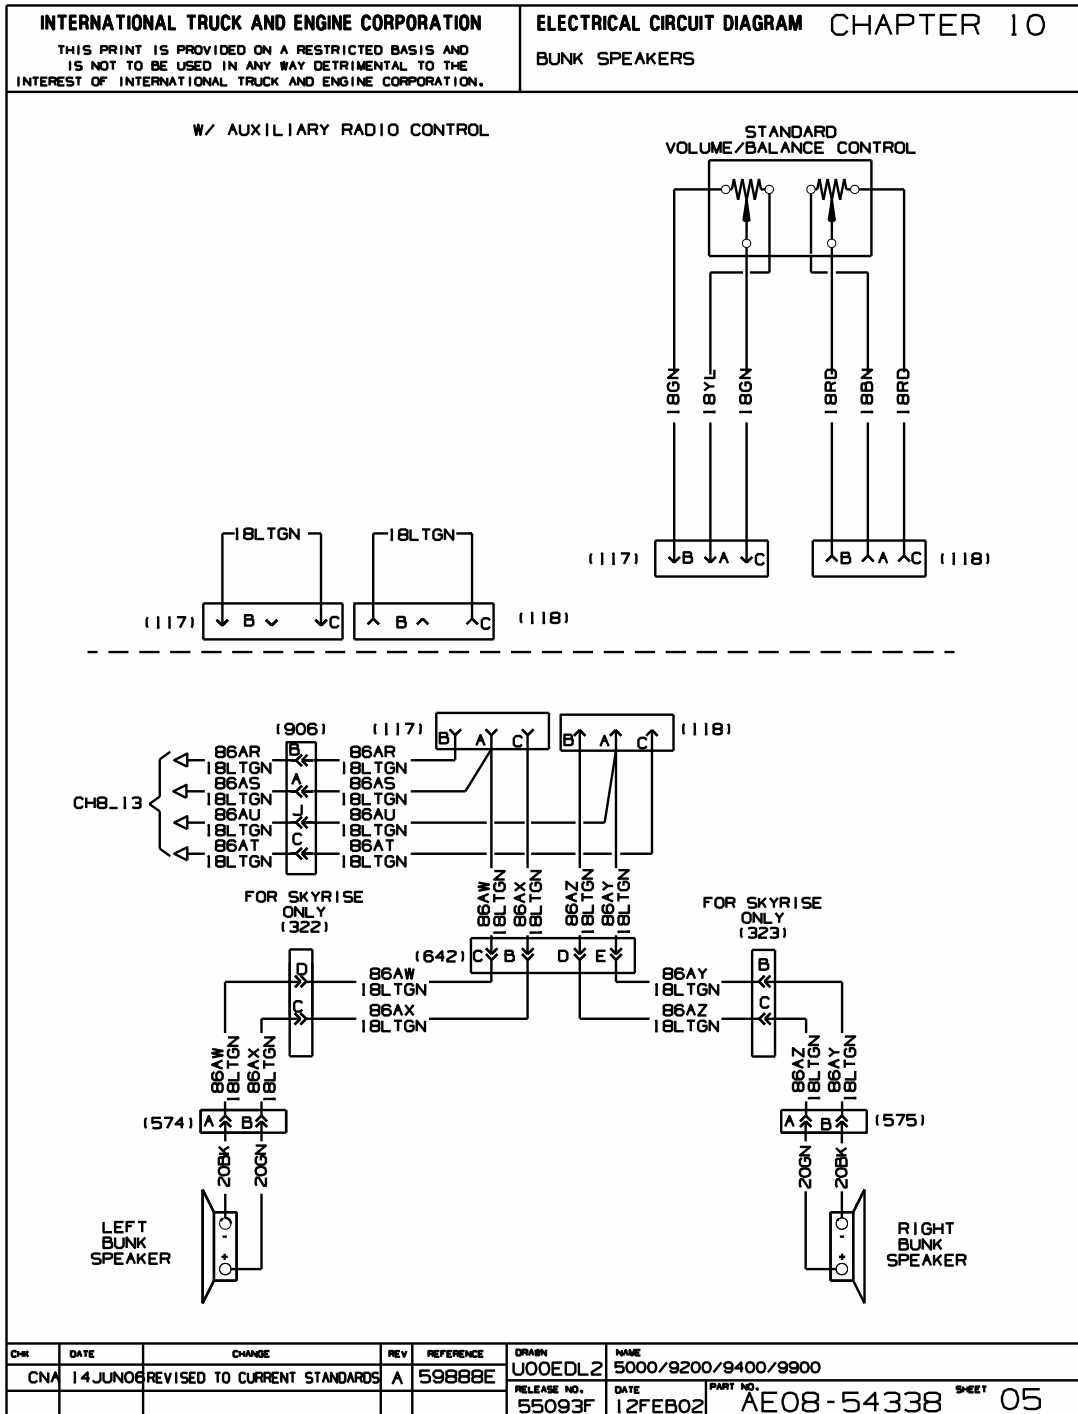 INTERNATIONAL TRUCK AND ENGINE CORPORATION
THIS PRINT IS PROVIDED ON A RESTRICTED BASIS AND
IS NOT TO BE USED IN ANY WAY DETRIMENTAL TO THE
INTEREST OF INTERNATIONAL TRUCK AND ENGINE CORPORATION.
ELECTRICAL CIRCUIT DIAGRAM CHAPTER 10
BUNK SPEAKERS
W/ AUXILIARY RADIO CONTROL
STANDARD
VOLUME/BALANCE CONTROL
18GN
18YL
18GN
18RD
18BN
18RD
(117) B A C
B A C (118)
18LTGN
18LTGN
(117) B C
B C (118)
(906) (117) B A C
B A C (118)
86AR B 86AR
18LTGN 18LTGN
86AS A 86AS
18LTGN 18LTGN
CH8_13
86AU J 86AU
18LTGN 18LTGN
86AT C 86AT
18LTGN 18LTGN
86AW
18LTGN
86AX
18LTGN
86AZ
18LTGN
86AY
18LTGN
FOR SKYRISE
ONLY
(322)
FOR SKYRISE
ONLY
(323)
(642) C B D E
D 86AW
18LTGN
C 86AX
18LTGN
86AY B
18LTGN
86AZ C
18LTGN
86AW
18LTGN
86AX
18LTGN
86AZ
18LTGN
86AY
18LTGN
(574) A B
A B (575)
20BK
20GN
20GN
20BK
LEFT
BUNK
SPEAKER
-
+
-
+
RIGHT
BUNK
SPEAKER
CHK DATE CHANGE REV REFERENCE
CNA 14JUN06 REVISED TO CURRENT STANDARDS A 59888E
DRAWN
U00EDL2
NAME
5000/9200/9400/9900
RELEASE NO.
55093F
DATE
12FEB02
PART NO.
AE08-54338
SHEET 05